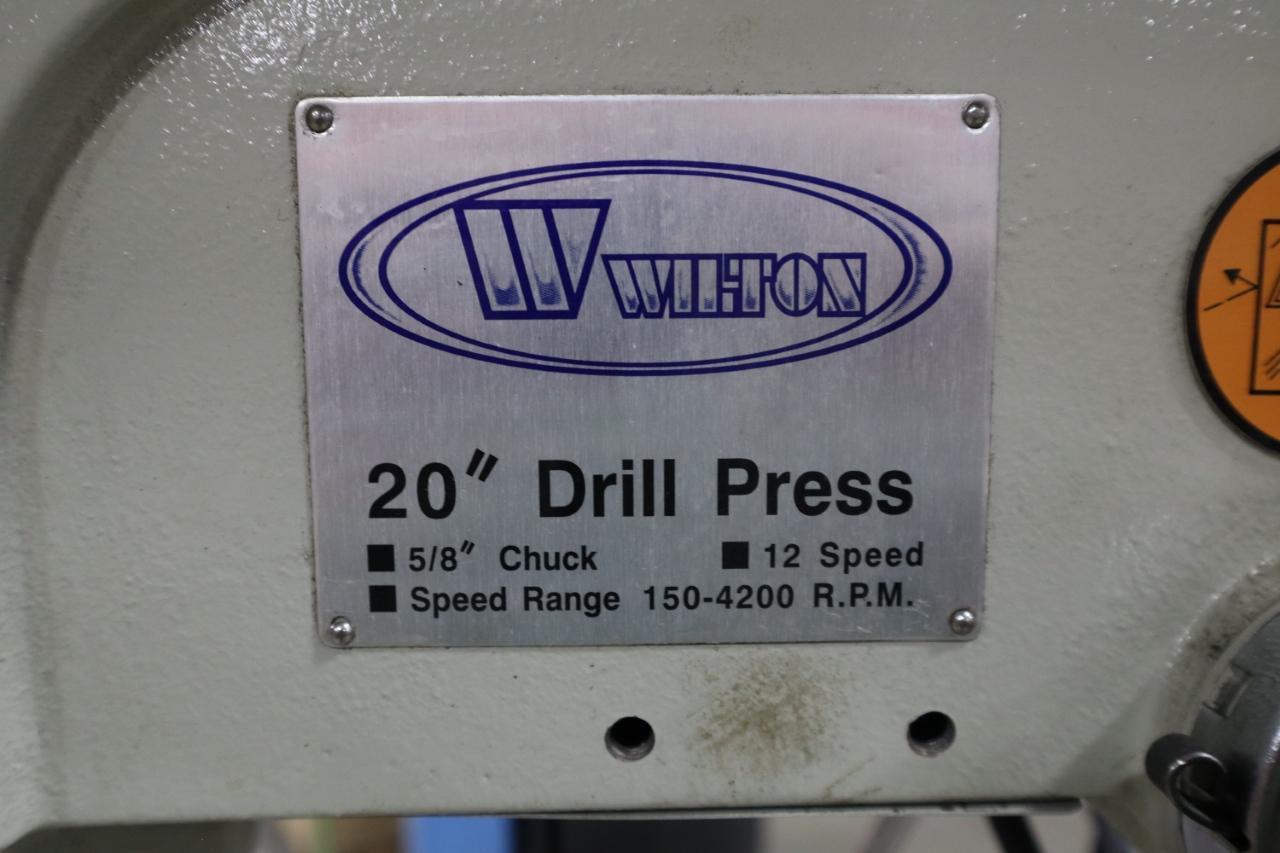 W WILTON
20" Drill Press
■ 5/8" Chuck ■ 12 Speed
■ Speed Range 150-4200 R.P.M.